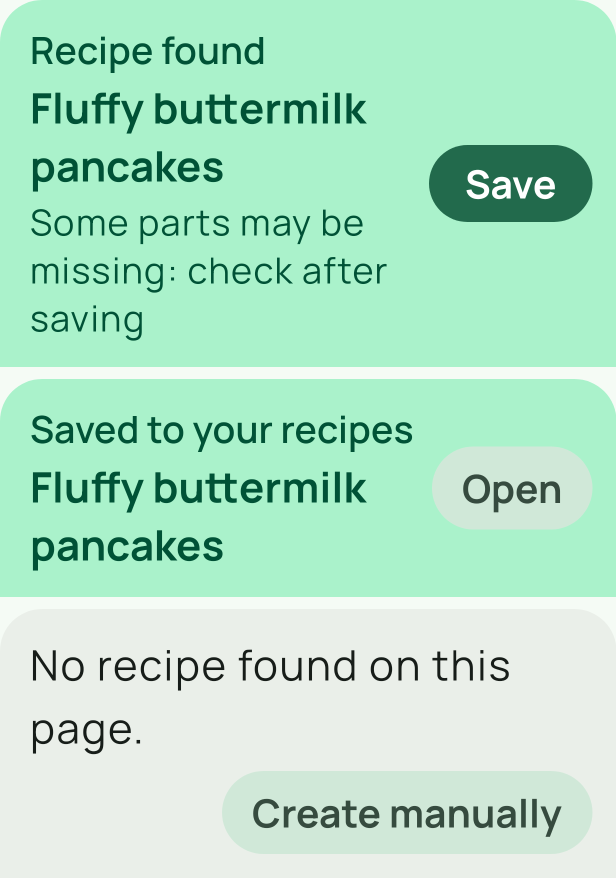 Recipe found
Fluffy buttermilk
pancakes
Some parts may be
missing: check after
saving
Save
Saved to your recipes
Fluffy buttermilk
pancakes
Open
No recipe found on this
page.
Create manually